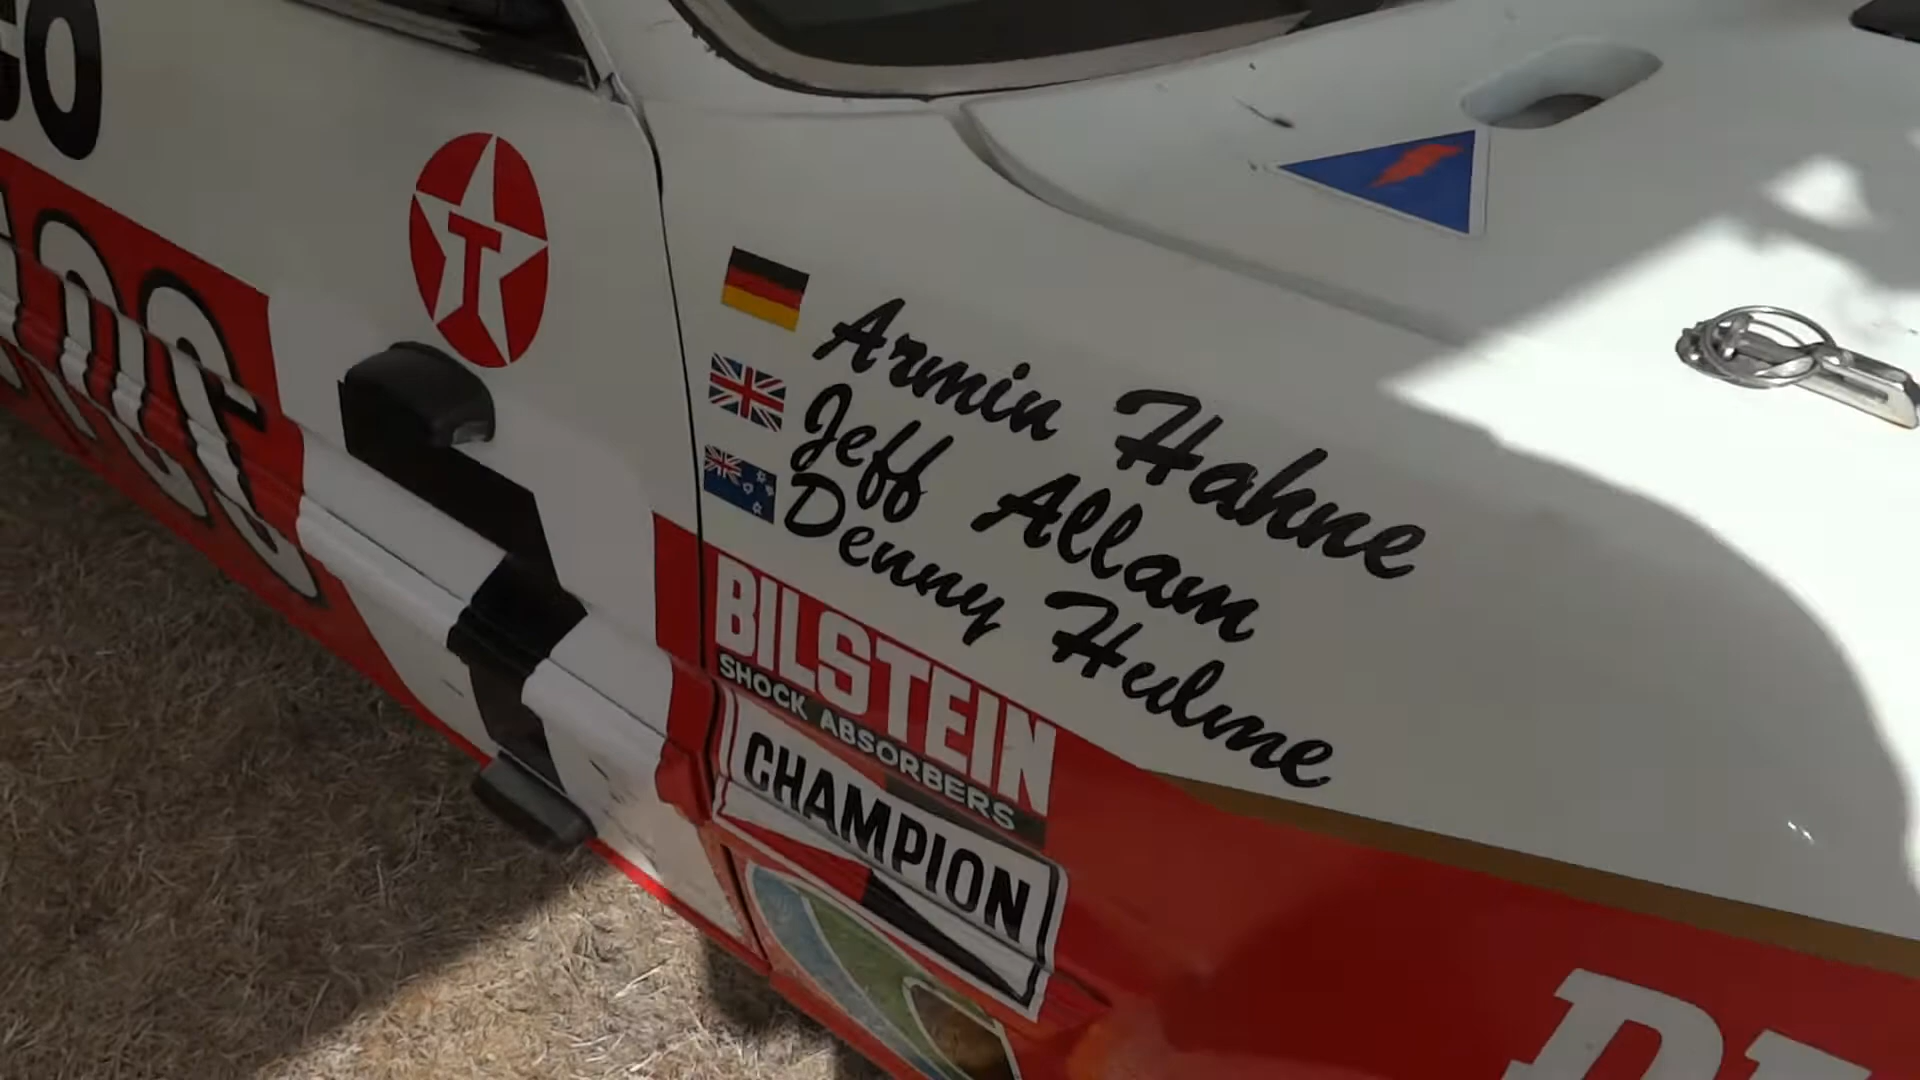 T
Armin Hahne
Jeff Allam
Denny Hulme
BILSTEIN
SHOCK ABSORBERS
CHAMPION